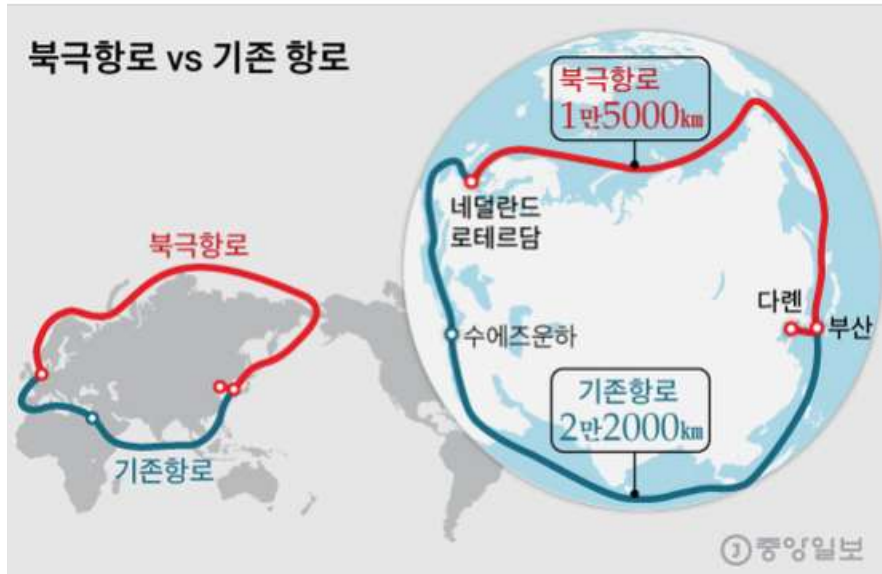 북극항로 vs 기존 항로
북극항로
1만5000km
네덜란드
로테르담
북극항로
다롄
부산
수에즈운하
기존항로
2만2000km
기존항로
중앙일보